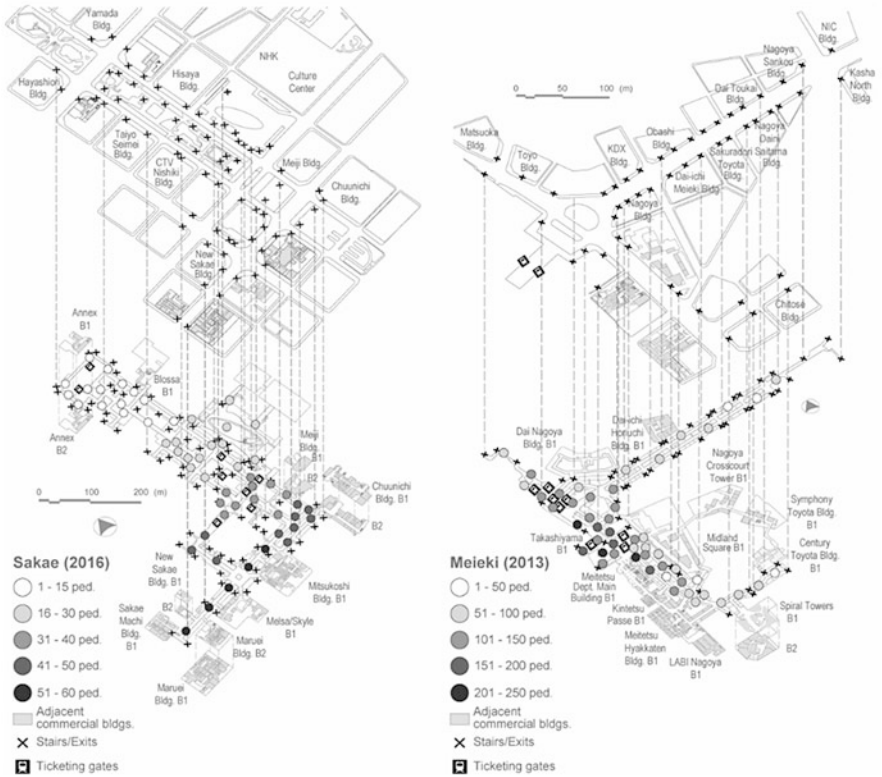 Yamada
Bldg.
Hayashion
Bldg
Hisaya
Bldg.
NHK
Culture
Center
Taiyo
Seimei
Bldg.
CTV
Nishiki
Bldg.
Meiji Bldg.
Chuunichi
Bldg.
New
Sakae
Bldg.
Annex
B1
Blossa
B1
Annex
B2
Meiji
Bldg.
B1
B2
Chuunichi
Bldg. B1
B2
0 100 200 (m)
New
Sakae
Bldg. B1
Mitsukoshi
Bldg. B1
Sakae
Machi
Bldg.
B1
B2
Melsa/Skyle
B1
Maruei
Bldg. B2
Maruei
Bldg. B1
Sakae (2016)
1 - 15 ped.
16 - 30 ped.
31 - 40 ped.
41 - 50 ped.
51 - 60 ped.
Adjacent
commercial bldgs.
Stairs/Exits
Ticketing gates
NIC
Bldg.
Nagoya
Sankou
Bldg.
Kasha
North Bldg.
0 50 100 (m)
Dai Toukai
Bldg.
Matsuoka
Bldg.
Toyo
Bldg.
KDX
Bldg.
Obashi
Bldg.
Nagoya
Daini
Saitama
Bldg.
Sakuradori
Toyota
Bldg.
Dai-ichi
Meieki Bldg.
Nagoya
Bldg.
Chitose
Bldg.
Dai Nagoya
Bldg. B1
Dai-ichi
Horiuchi
Bldg. B1
Nagoya
Crosscourt
Tower B1
Symphony
Toyota Bldg.
B1
Midland
Square B1
Century
Toyota Bldg.
B1
Takashiyama
B1
Meitetsu
Dept. Main
Building B1
Kintetsu
Passe B1
Meitetsu
Hyakkaten
Bldg. B1
LABI Nagoya
B1
Spiral Towers
B1
B2
Meieki (2013)
1 - 50 ped.
51 - 100 ped.
101 - 150 ped.
151 - 200 ped.
201 - 250 ped.
Adjacent
commercial bldgs.
Stairs/Exits
Ticketing gates